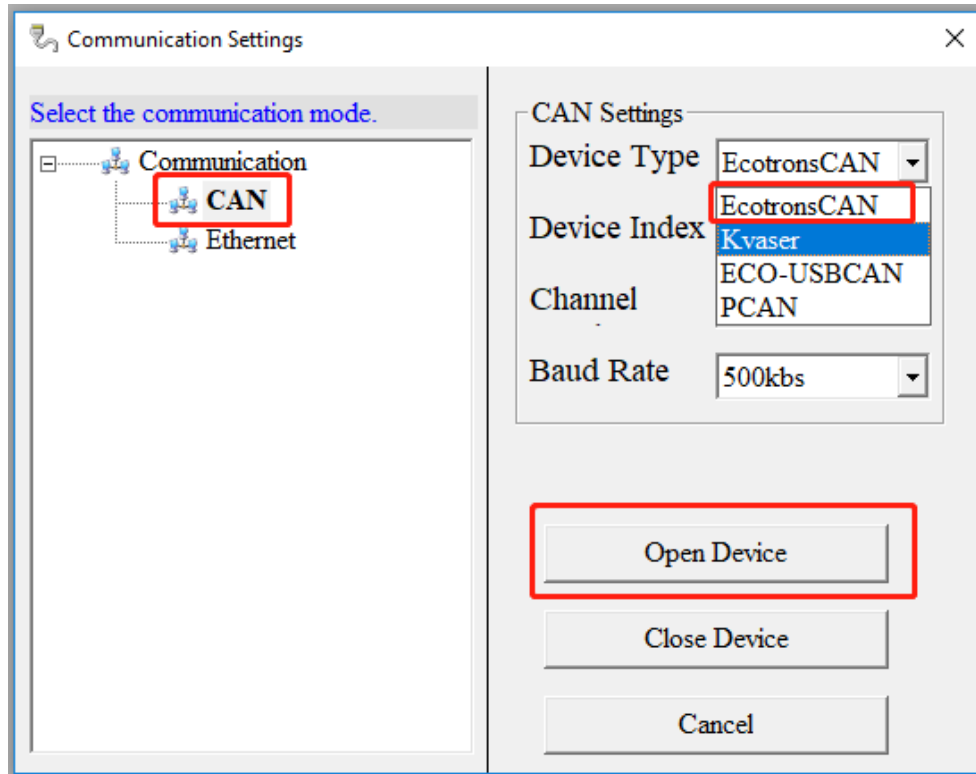 Communication Settings
Select the communication mode.
Communication
CAN
Ethernet
CAN Settings
Device Type
EcotronsCAN
EcotronsCAN
Kvaser
ECO-USBCAN
PCAN
Device Index
Channel
Baud Rate
500kbs
Open Device
Close Device
Cancel